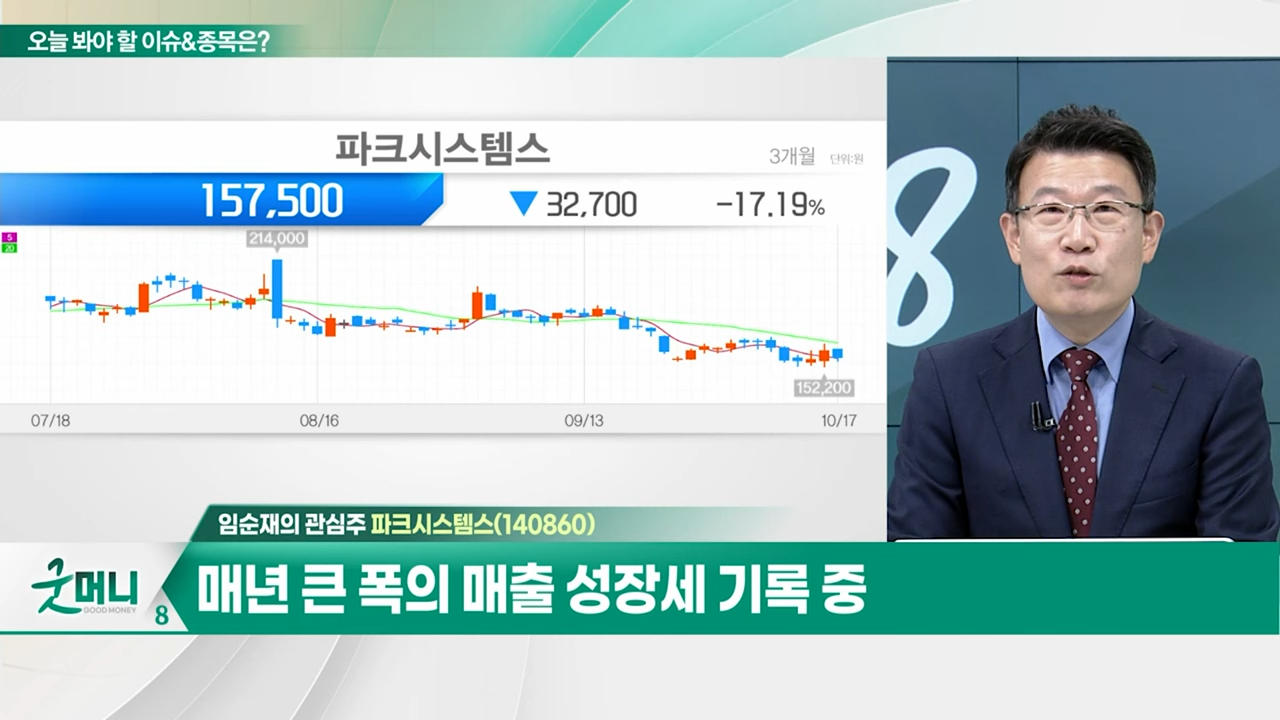 오늘 봐야 할 이슈&종목은?
파크시스템스
3개월 단위:원
157,500 ▼ 32,700 -17.19%
5
20
214,000
152,200
07/18 08/16 09/13 10/17
8
임순재의 관심주 파크시스템스(140860)
굿머니
GOOD MONEY
8
매년 큰 폭의 매출 성장세 기록 중